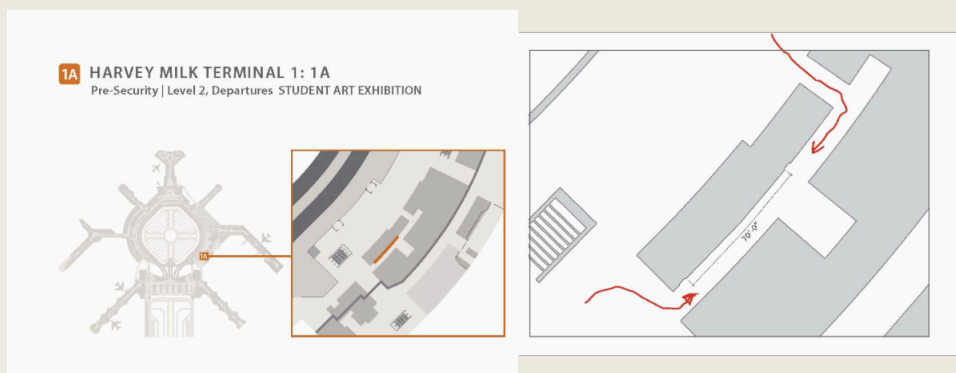 1A HARVEY MILK TERMINAL 1: 1A
Pre-Security | Level 2, Departures STUDENT ART EXHIBITION
1A
70'-0"